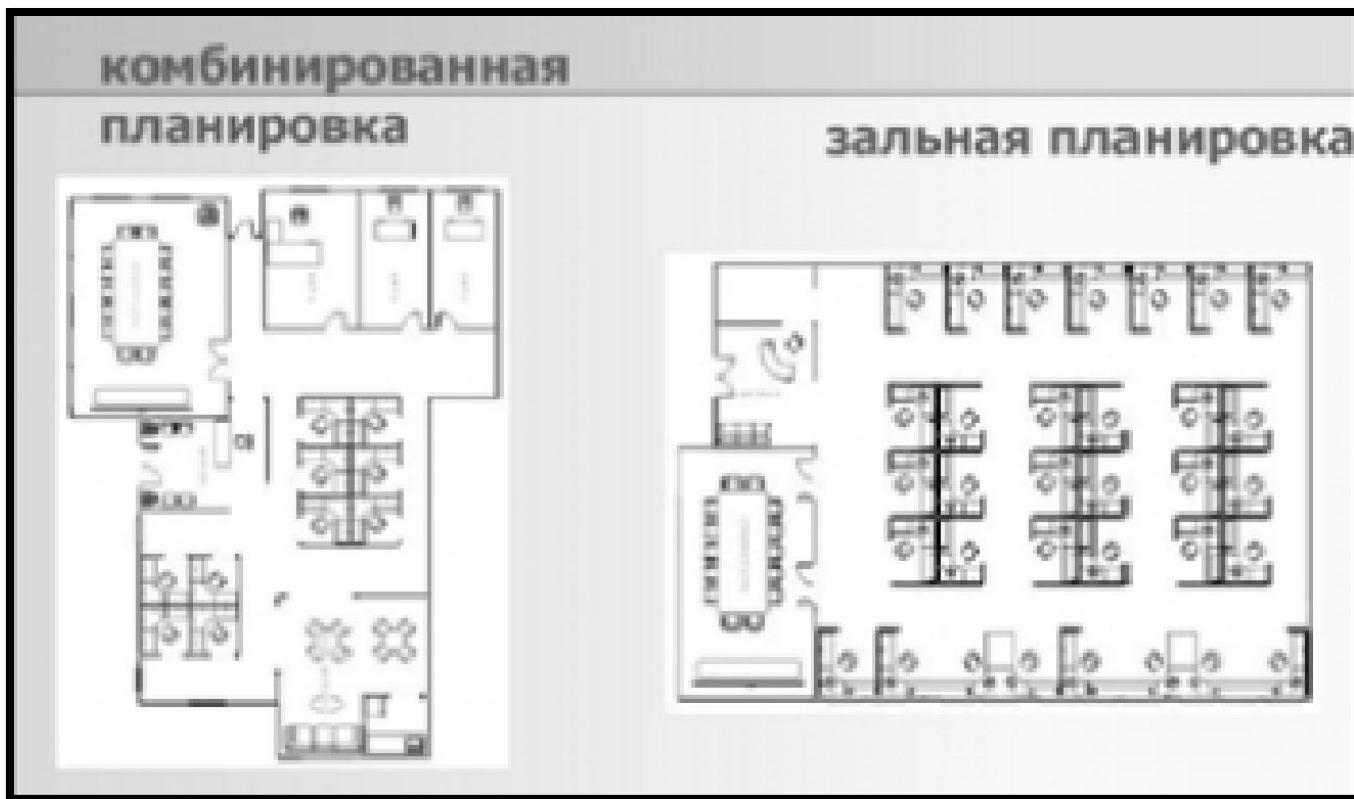 комбинированная
планировка
зальная планировка